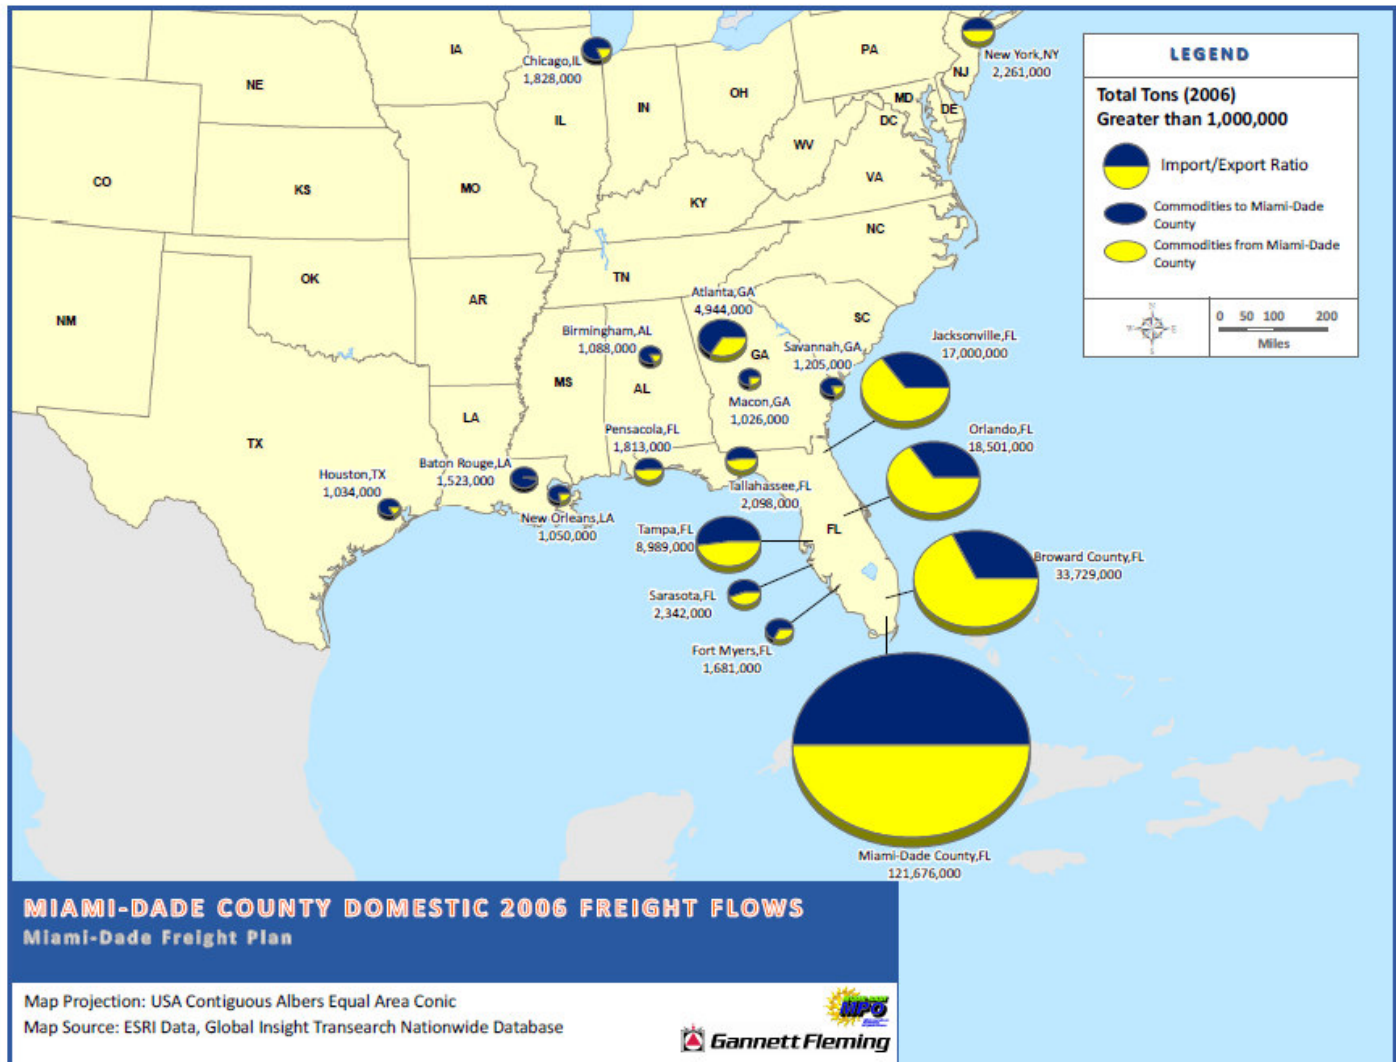 IA
PA
Chicago,IL
1,828,000
New York,NY
2,261,000
NJ
NE
OH
IN
IL
MD
DE
DC
WV
VA
CO
KS
MO
KY
NC
TN
OK
AR
NM
SC
Atlanta,GA
4,944,000
Birmingham,AL
1,088,000
GA
Savannah,GA
1,205,000
Jacksonville,FL
17,000,000
MS
AL
Macon,GA
1,026,000
LA
TX
Pensacola,FL
1,813,000
Orlando,FL
18,501,000
Houston,TX
1,034,000
Baton Rouge,LA
1,523,000
New Orleans,LA
1,050,000
Tallahassee,FL
2,098,000
Tampa,FL
8,989,000
FL
Broward County,FL
33,729,000
Sarasota,FL
2,342,000
Fort Myers,FL
1,681,000
Miami-Dade County,FL
121,676,000
LEGEND
Total Tons (2006)
Greater than 1,000,000
Import/Export Ratio
Commodities to Miami-Dade
County
Commodities from Miami-Dade
County
N
W E
S
0 50 100 200
Miles
MIAMI-DADE COUNTY DOMESTIC 2006 FREIGHT FLOWS
Miami-Dade Freight Plan
Map Projection: USA Contiguous Albers Equal Area Conic
Map Source: ESRI Data, Global Insight Transearch Nationwide Database
MPO
Gannett Fleming